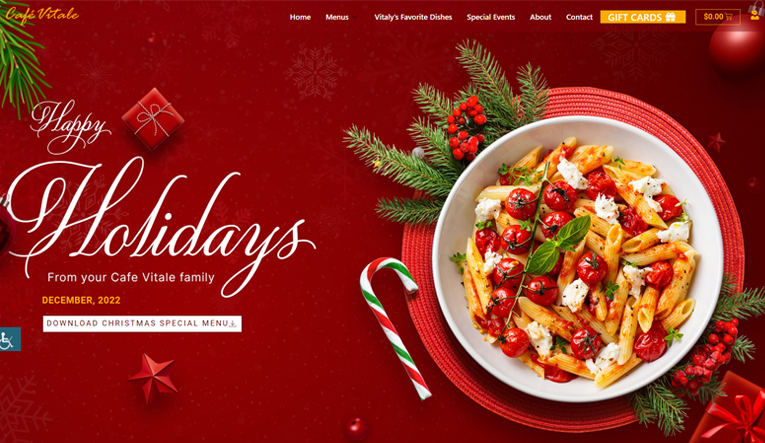 Café Vitale
Home Menus Vitaly's Favorite Dishes Special Events About Contact GIFT CARDS $0.00
Happy
Holidays
From your Cafe Vitale family
DECEMBER, 2022
DOWNLOAD CHRISTMAS SPECIAL MENU